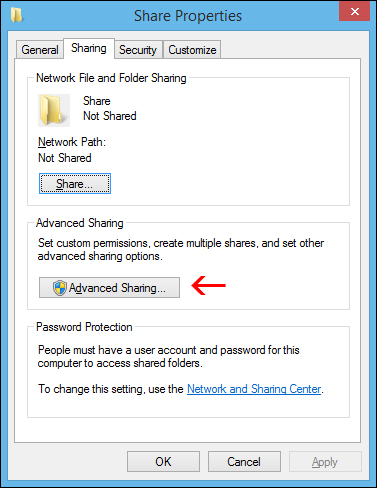 Share Properties
General Sharing Security Customize
Network File and Folder Sharing
Share
Not Shared
Network Path:
Not Shared
Share...
Advanced Sharing
Set custom permissions, create multiple shares, and set other
advanced sharing options.
Advanced Sharing...
Password Protection
People must have a user account and password for this
computer to access shared folders.
To change this setting, use the Network and Sharing Center.
OK Cancel Apply